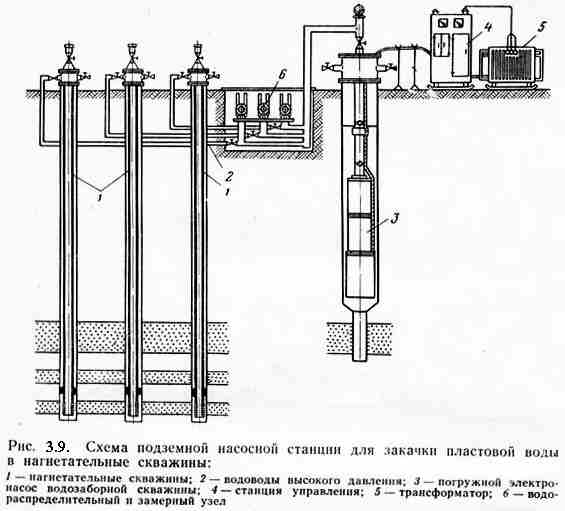 4
5
6
1
2
1
3
Рис. 3.9. Схема подземной насосной станции для закачки пластовой воды
в нагнетательные скважины:
1 — нагнетательные скважины; 2 — водоводы высокого давления; 3 — погружной электро-
насос водозаборной скважины; 4 — станция управления; 5 — трансформатор; 6 — водо-
распределительный и замерный узел